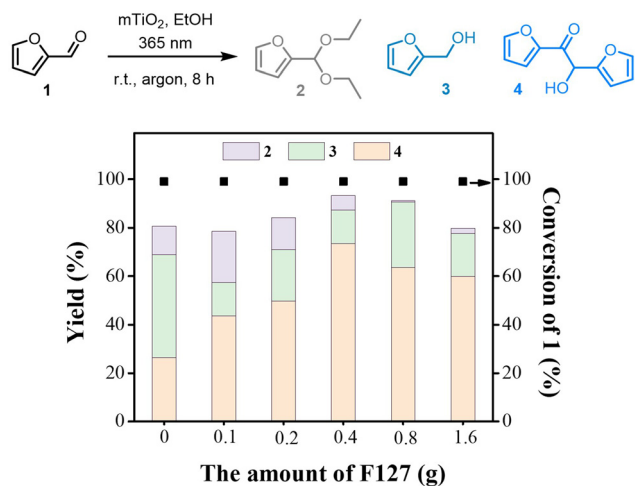 mTiO2, EtOH
365 nm
r.t., argon, 8 h
O
O
1
O
O
O
2
O
OH
3
O
O
O
HO
4
2 3 4
100
80
60
40
20
0
Yield (%)
100
80
60
40
20
0
Conversion of 1 (%)
0 0.1 0.2 0.4 0.8 1.6
The amount of F127 (g)